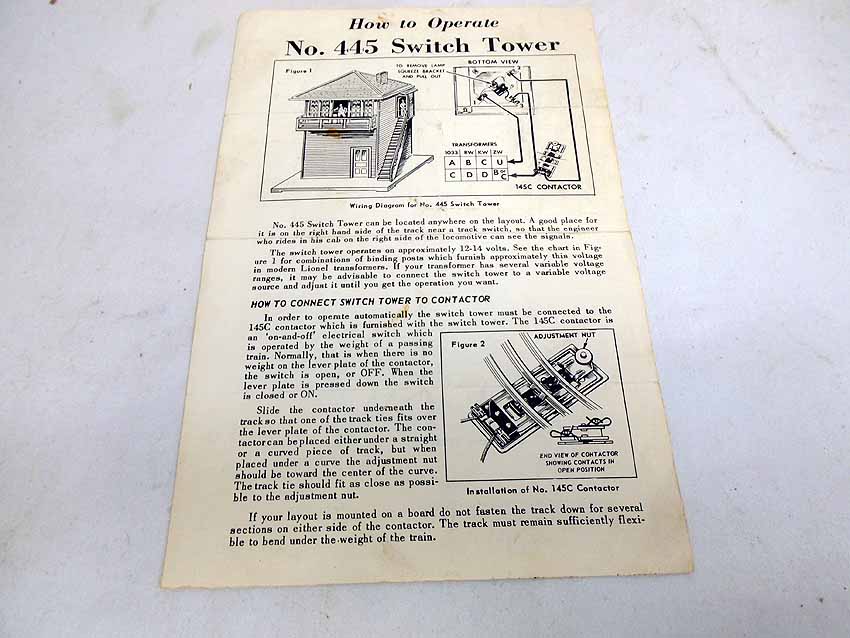 How to Operate
No. 445 Switch Tower
Figure 1
TO REMOVE LAMP
SQUEEZE BRACKET
AND PULL OUT
BOTTOM VIEW
TRANSFORMERS
1033 RW KW ZW
A B C U
C D D B or C
145C CONTACTOR
Wiring Diagram for No. 445 Switch Tower
No. 445 Switch Tower can be located anywhere on the layout. A good place for
it is on the right hand side of the track near a track switch, so that the engineer
who rides in his cab on the right side of the locomotive can see the signals.
The switch tower operates on approximately 12-14 volts. See the chart in Fig-
ure 1 for combinations of binding posts which furnish approximately this voltage
in modern Lionel transformers. If your transformer has several variable voltage
ranges, it may be advisable to connect the switch tower to a variable voltage
source and adjust it until you get the operation you want.
HOW TO CONNECT SWITCH TOWER TO CONTACTOR
In order to operate automatically the switch tower must be connected to the
145C contactor which is furnished with the switch tower. The 145C contactor is
an 'on-and-off' electrical switch which
is operated by the weight of a passing
train. Normally, that is when there is no
weight on the lever plate of the contactor,
the switch is open, or OFF. When the
lever plate is pressed down the switch
is closed or ON.
Slide the contactor underneath the
track so that one of the track ties fits over
the lever plate of the contactor. The con-
tactor can be placed either under a straight
or a curved piece of track, but when
placed under a curve the adjustment nut
should be toward the center of the curve.
The track tie should fit as close as possi-
ble to the adjustment nut.
Figure 2
ADJUSTMENT NUT
END VIEW OF CONTACTOR
SHOWING CONTACTS IN
OPEN POSITION
Installation of No. 145C Contactor
If your layout is mounted on a board do not fasten the track down for several
sections on either side of the contactor. The track must remain sufficiently flexi-
ble to bend under the weight of the train.